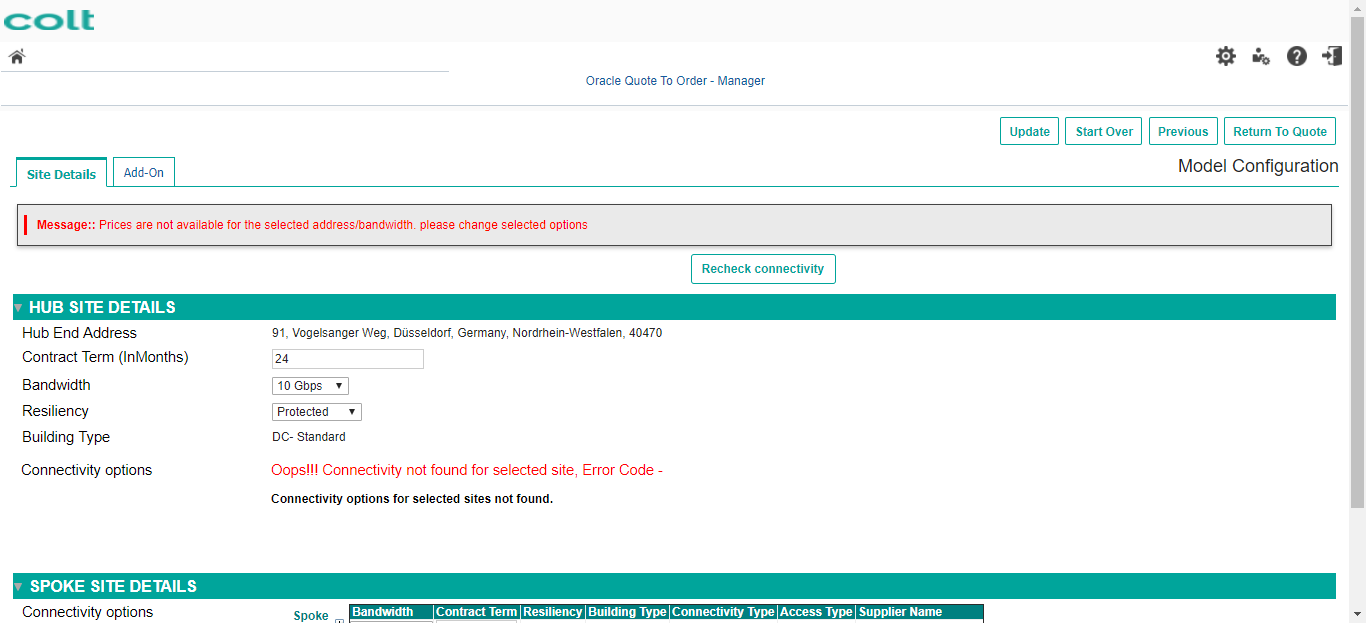 colt
Oracle Quote To Order - Manager
Update Start Over Previous Return To Quote
Site Details Add-On Model Configuration
Message:: Prices are not available for the selected address/bandwidth. please change selected options
Recheck connectivity
HUB SITE DETAILS
Hub End Address 91, Vogelsanger Weg, Düsseldorf, Germany, Nordrhein-Westfalen, 40470
Contract Term (InMonths) 24
Bandwidth 10 Gbps
Resiliency Protected
Building Type DC- Standard
Connectivity options Oops!!! Connectivity not found for selected site, Error Code -
Connectivity options for selected sites not found.
SPOKE SITE DETAILS
Connectivity options Spoke Bandwidth Contract Term Resiliency Building Type Connectivity Type Access Type Supplier Name